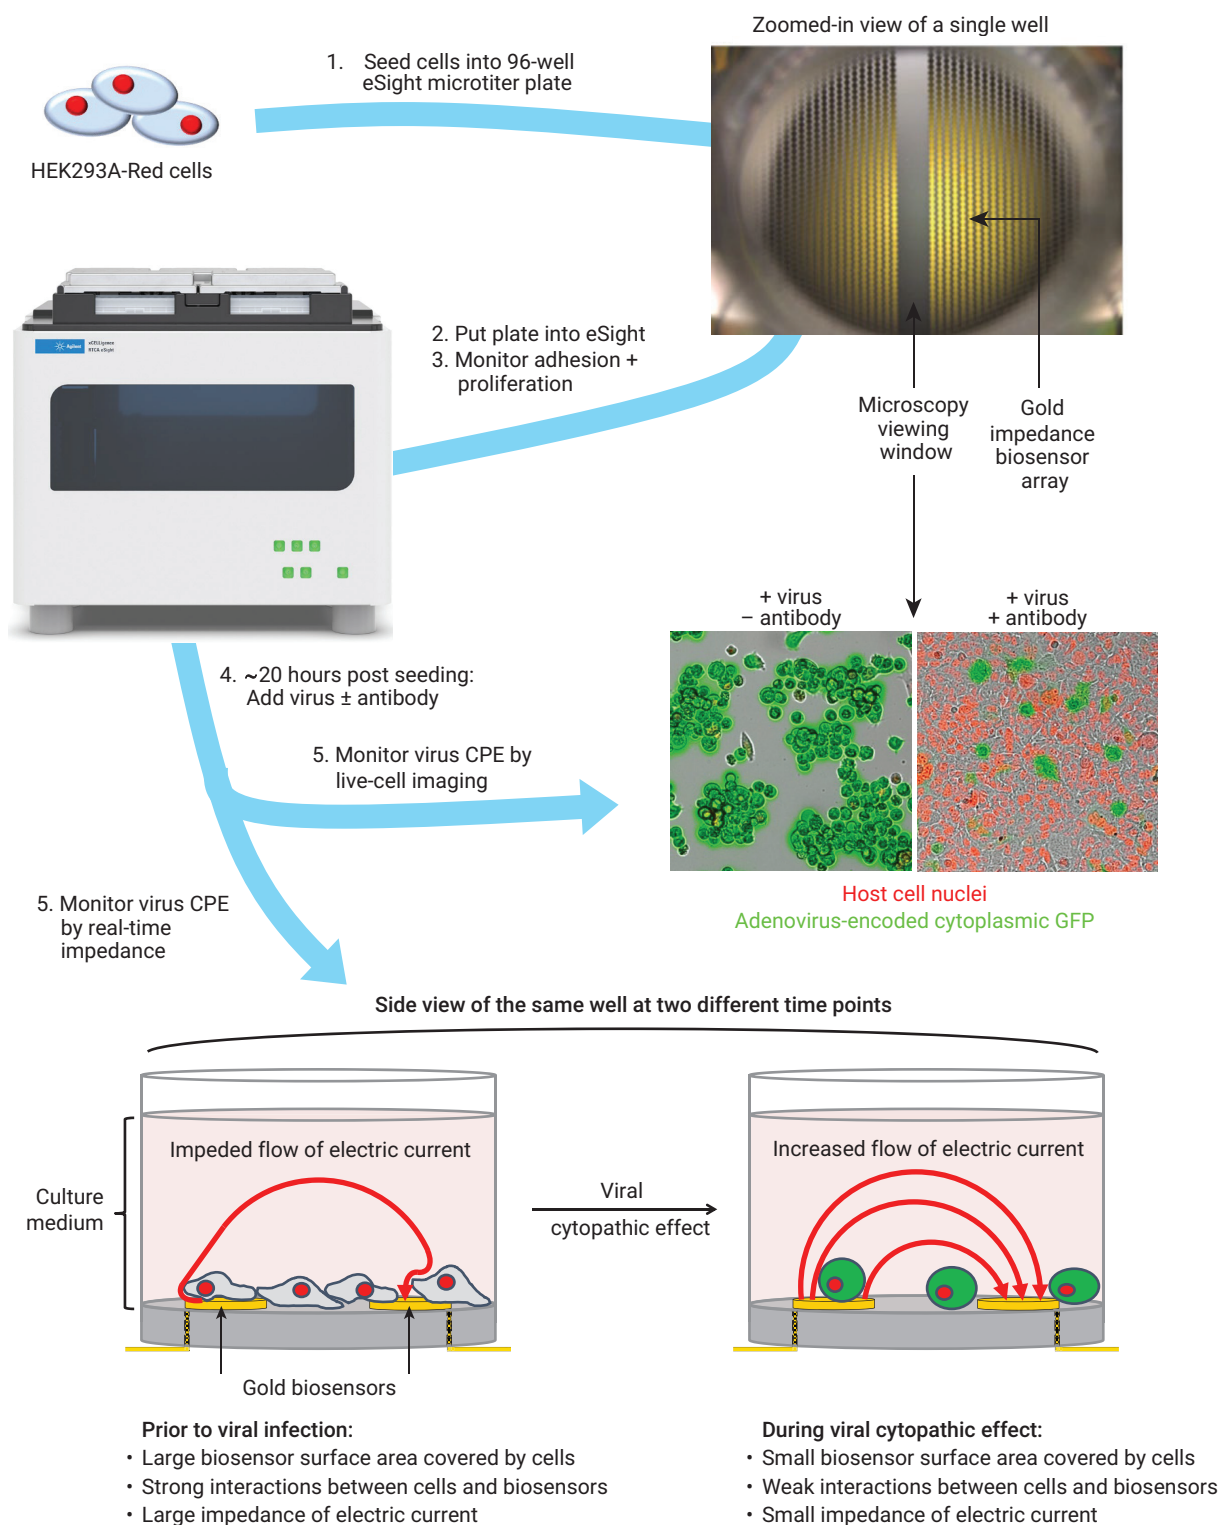 Zoomed-in view of a single well
1. Seed cells into 96-well
eSight microtiter plate
HEK293A-Red cells
Agilent
xCELLigence
RTCA eSight
2. Put plate into eSight
3. Monitor adhesion +
proliferation
Microscopy
viewing
window
Gold
impedance
biosensor
array
+ virus
– antibody
+ virus
+ antibody
4. ~20 hours post seeding:
Add virus ± antibody
5. Monitor virus CPE by
live-cell imaging
Host cell nuclei
Adenovirus-encoded cytoplasmic GFP
5. Monitor virus CPE
by real-time
impedance
Side view of the same well at two different time points
Impeded flow of electric current
Increased flow of electric current
Culture
medium
Viral
cytopathic effect
Gold biosensors
Prior to viral infection:
• Large biosensor surface area covered by cells
• Strong interactions between cells and biosensors
• Large impedance of electric current
During viral cytopathic effect:
• Small biosensor surface area covered by cells
• Weak interactions between cells and biosensors
• Small impedance of electric current